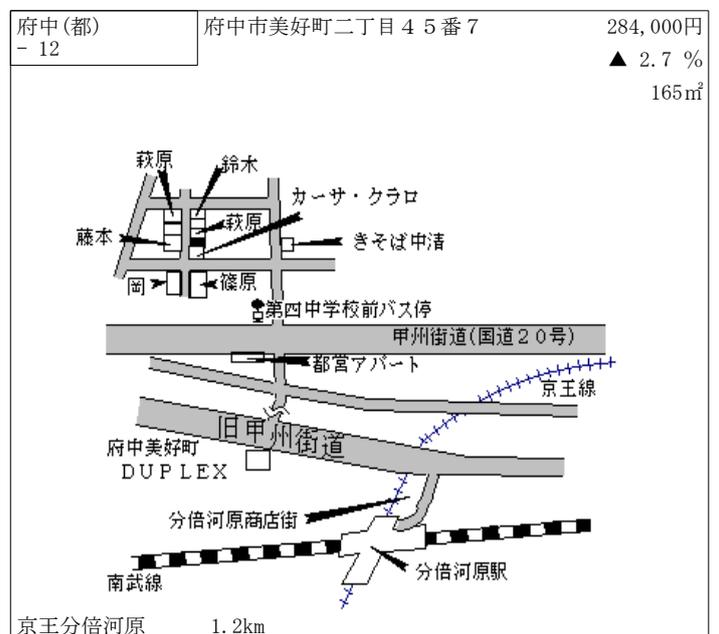 府中(都)
- 12
府中市美好町二丁目４５番７
284,000円
▲ 2.7 %
165㎡
萩原
鈴木
カーサ・クラロ
萩原
藤本
きそば中清
岡
篠原
第四中学校前バス停
甲州街道(国道２０号)
都営アパート
京王線
旧甲州街道
府中美好町
ＤＵＰＬＥＸ
分倍河原商店街
分倍河原駅
南武線
京王分倍河原 1.2km